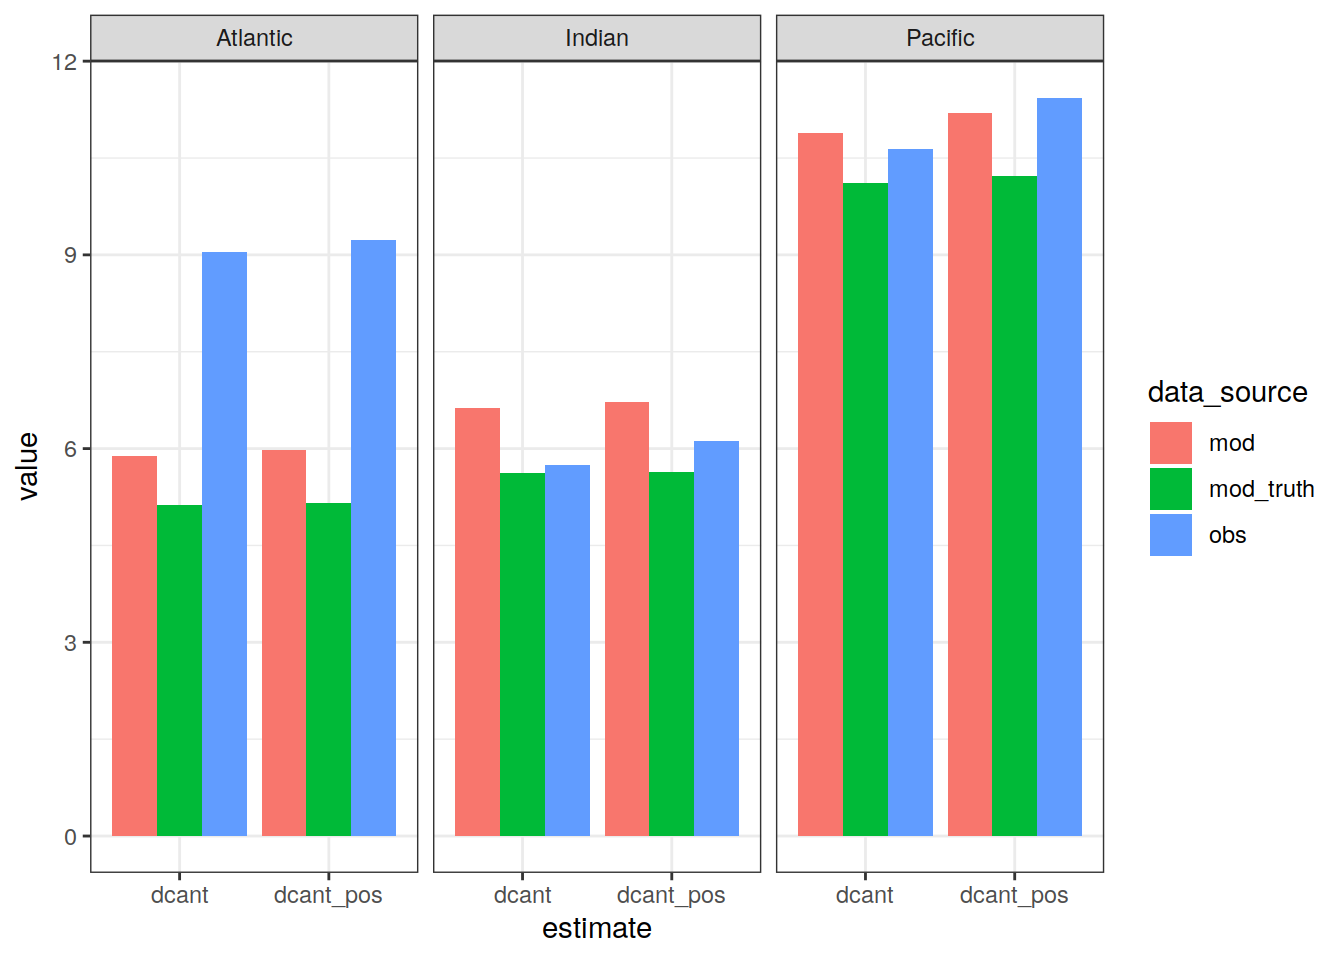 Atlantic Indian Pacific
12
9
6
3
0
value
dcant dcant_pos dcant dcant_pos dcant dcant_pos
estimate
data_source
mod
mod_truth
obs